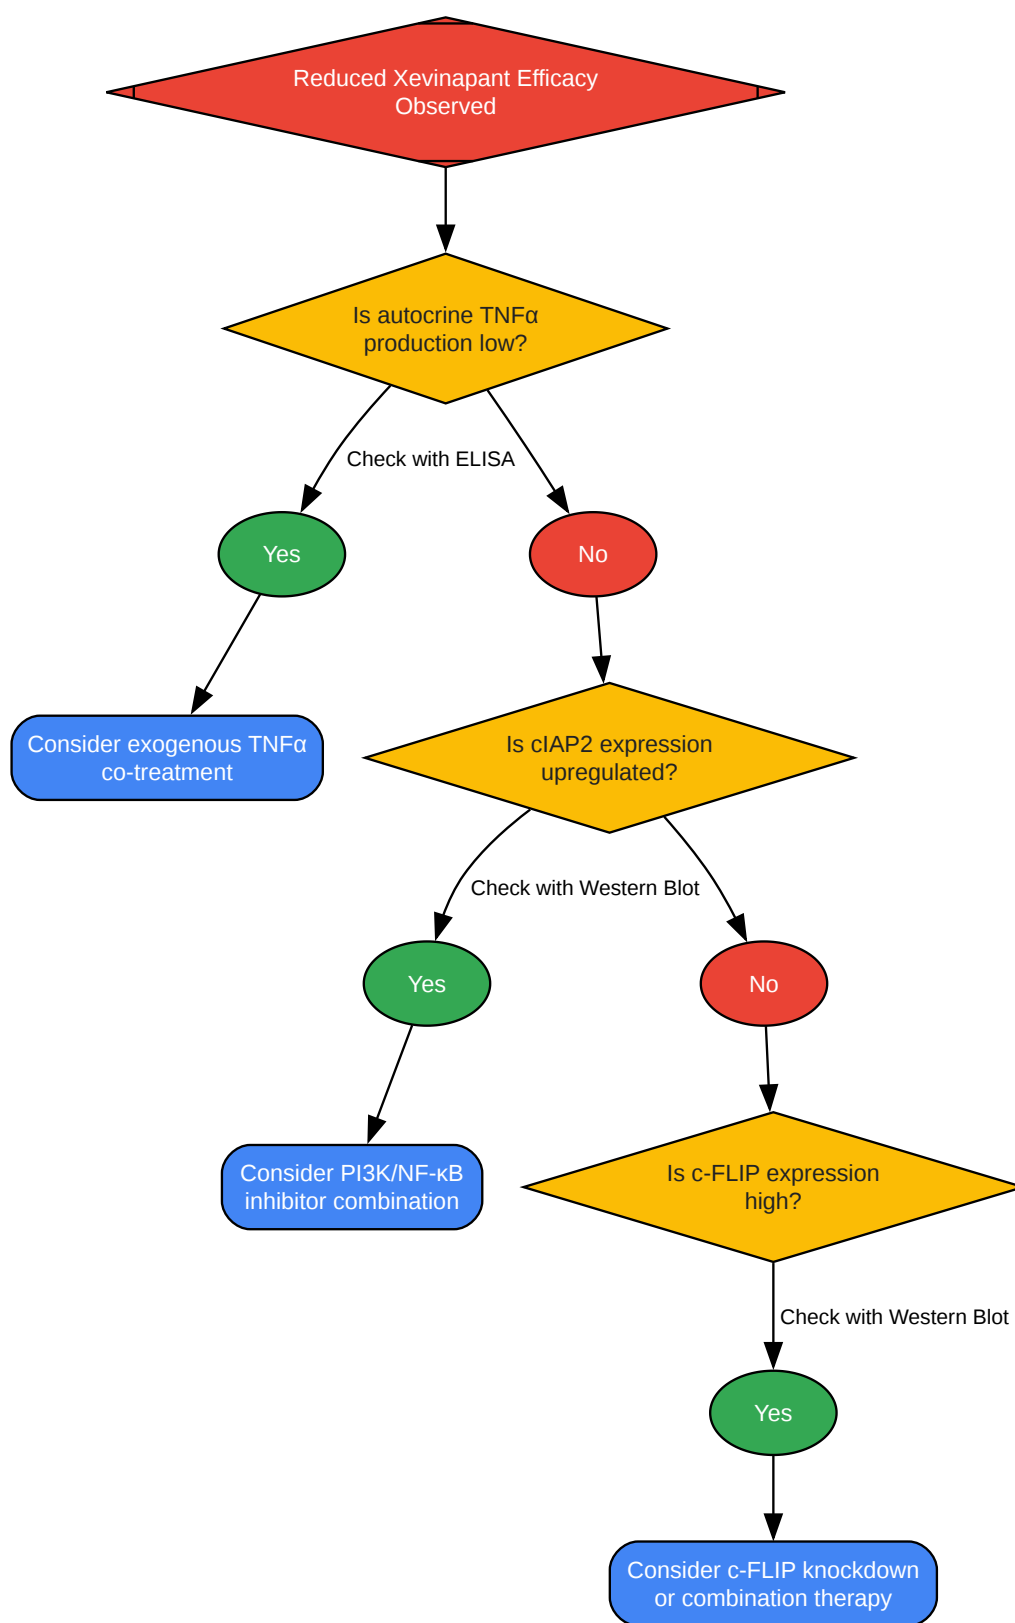 Reduced Xevinapant Efficacy
Observed
Is autocrine TNFα
production low?
Check with ELISA
Yes
No
Consider exogenous TNFα
co-treatment
Is cIAP2 expression
upregulated?
Check with Western Blot
Yes
No
Consider PI3K/NF-κB
inhibitor combination
Is c-FLIP expression
high?
Check with Western Blot
Yes
Consider c-FLIP knockdown
or combination therapy